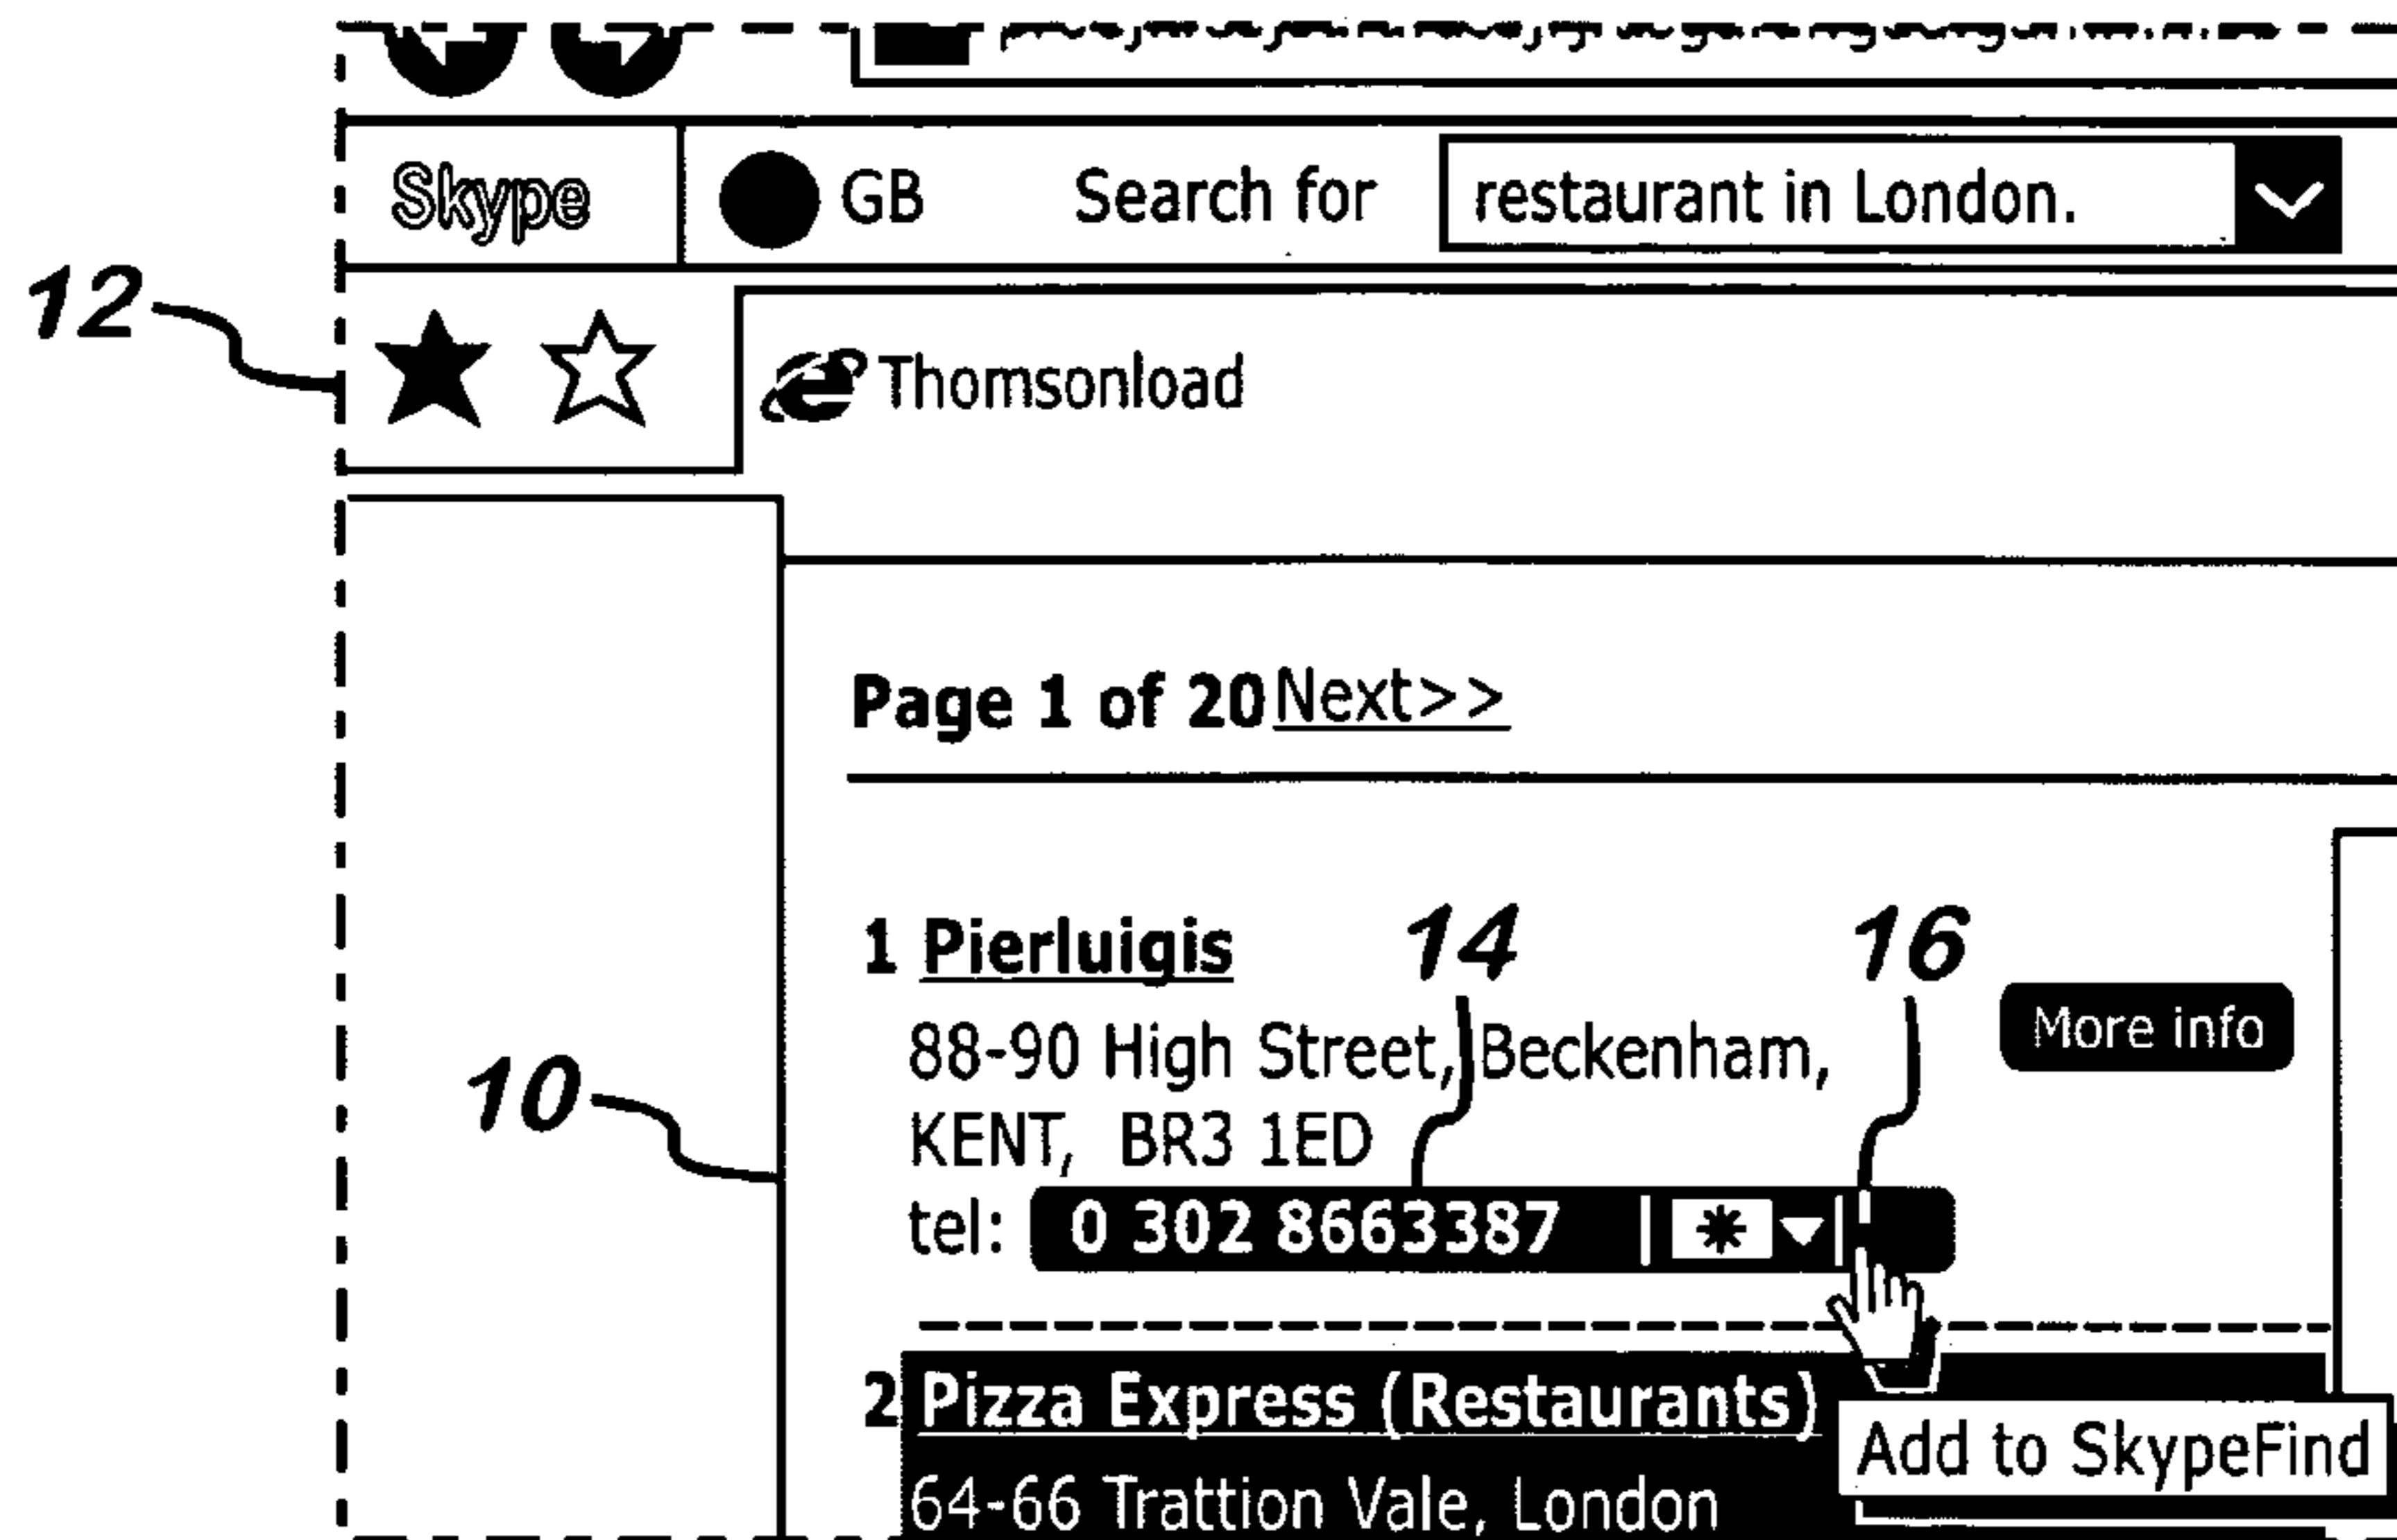 Skype GB Search for restaurant in London.
12
Thomsonload
Page 1 of 20 Next>>
1 Pierluigis 14 16
More info
88-90 High Street, Beckenham,
10
KENT, BR3 1ED
tel: 0 302 8663387 *
2 Pizza Express (Restaurants)
Add to SkypeFind
64-66 Trattion Vale, London